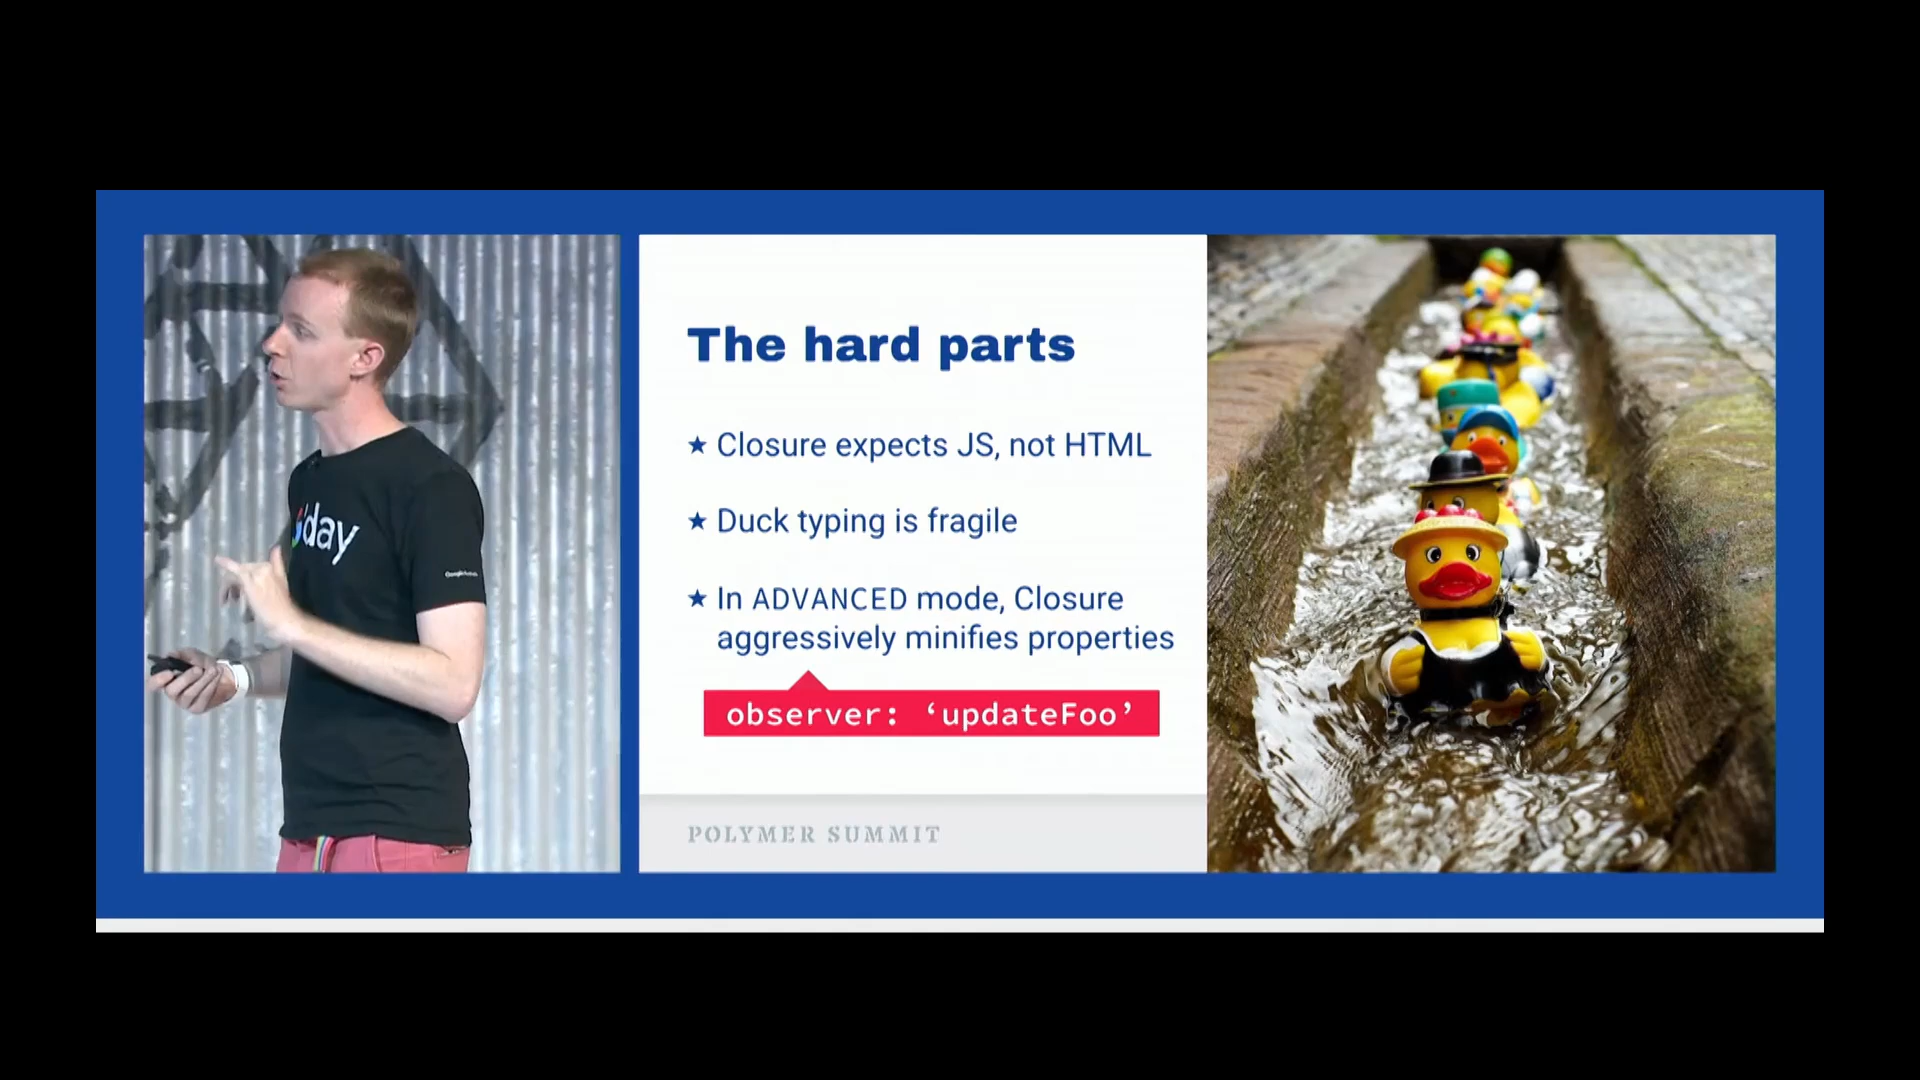 G'day
The hard parts
★ Closure expects JS, not HTML
★ Duck typing is fragile
★ In ADVANCED mode, Closure
aggressively minifies properties
observer: ‘updateFoo’
POLYMER SUMMIT